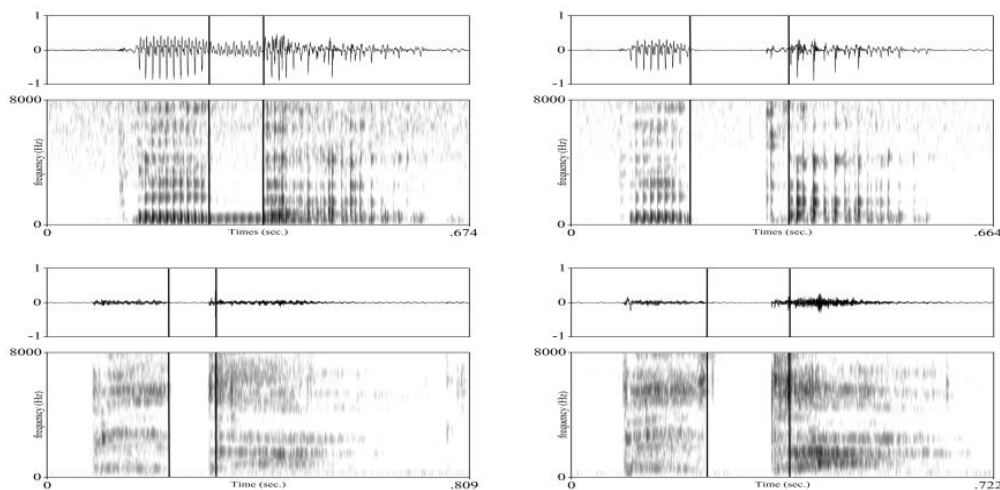 1
0
-1
8000
frequency (Hz)
0
0 Times (sec.) .674
1
0
-1
8000
frequency (Hz)
0
0 Times (sec.) .664
1
0
-1
8000
frequency (Hz)
0
0 Time (sec.) .809
1
0
-1
8000
frequency (Hz)
0
0 Time (sec.) .722